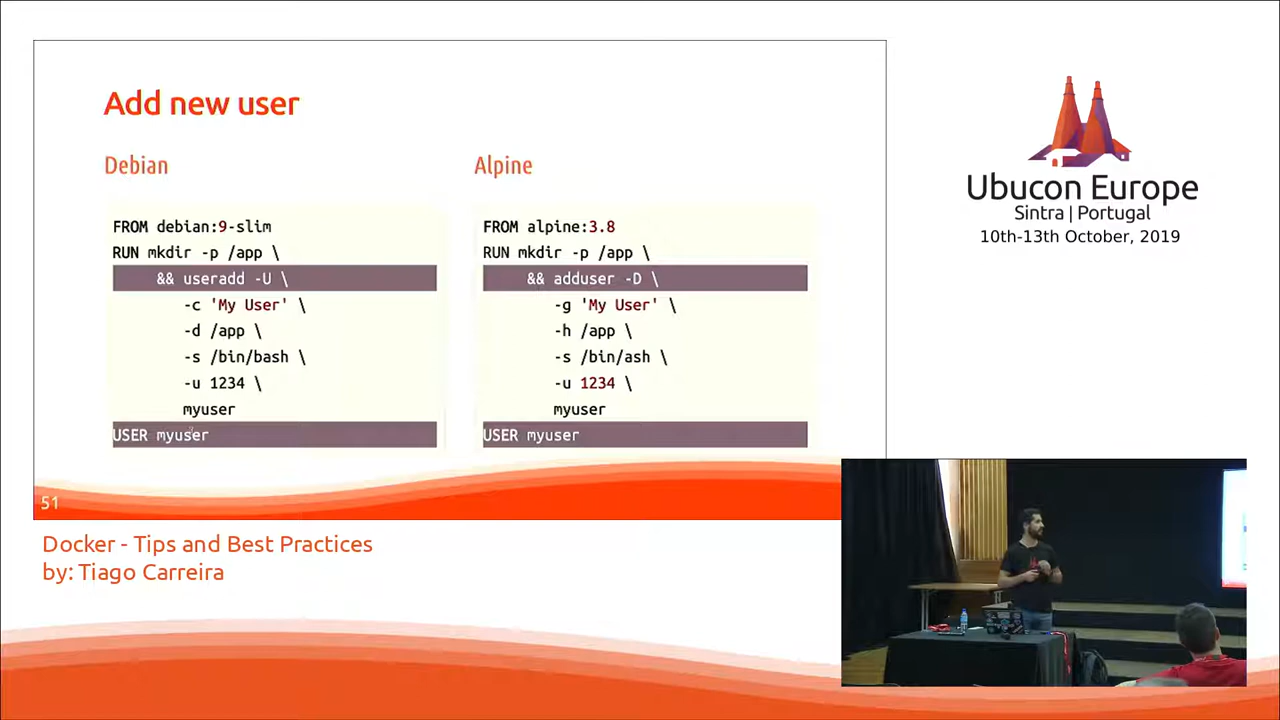 Add new user
Debian
FROM debian:9-slim
RUN mkdir -p /app \
&& useradd -U \
-c 'My User' \
-d /app \
-s /bin/bash \
-u 1234 \
myuser
USER myuser
Alpine
FROM alpine:3.8
RUN mkdir -p /app \
&& adduser -D \
-g 'My User' \
-h /app \
-s /bin/ash \
-u 1234 \
myuser
USER myuser
51
Docker - Tips and Best Practices
by: Tiago Carreira
Ubucon Europe
Sintra | Portugal
10th-13th October, 2019